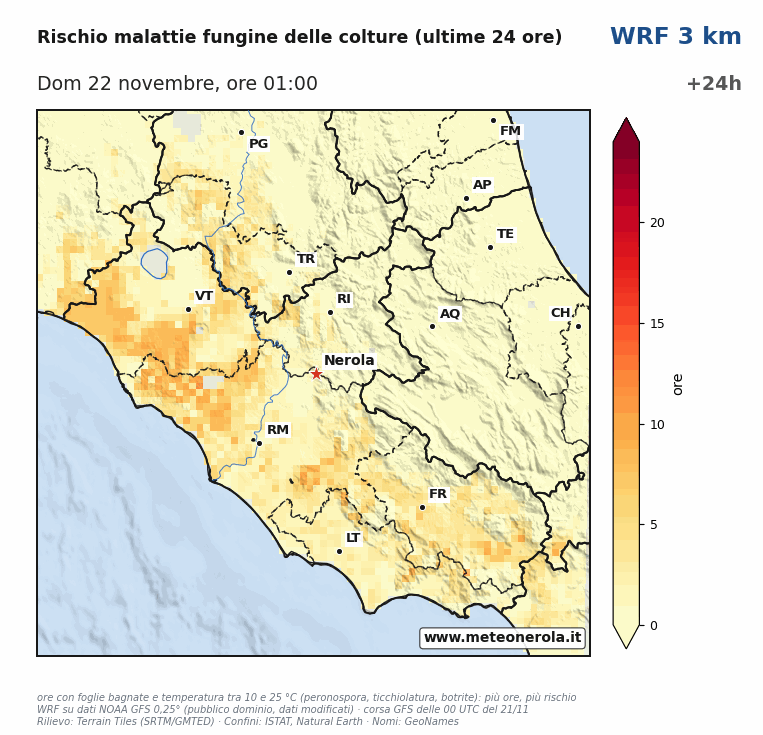 Rischio malattie fungine delle colture (ultime 24 ore)
WRF 3 km
Dom 22 novembre, ore 01:00
+24h
FM
PG
AP
TE
TR
VT
RI
AQ
CH
Nerola
RM
FR
LT
www.meteonerola.it
20
15
10
5
0
ore
ore con foglie bagnate e temperatura tra 10 e 25 °C (peronospora, ticchiolatura, botrite): più ore, più rischio
WRF su dati NOAA GFS 0,25° (pubblico dominio, dati modificati) · corsa GFS delle 00 UTC del 21/11
Rilievo: Terrain Tiles (SRTM/GMTED) · Confini: ISTAT, Natural Earth · Nomi: GeoNames